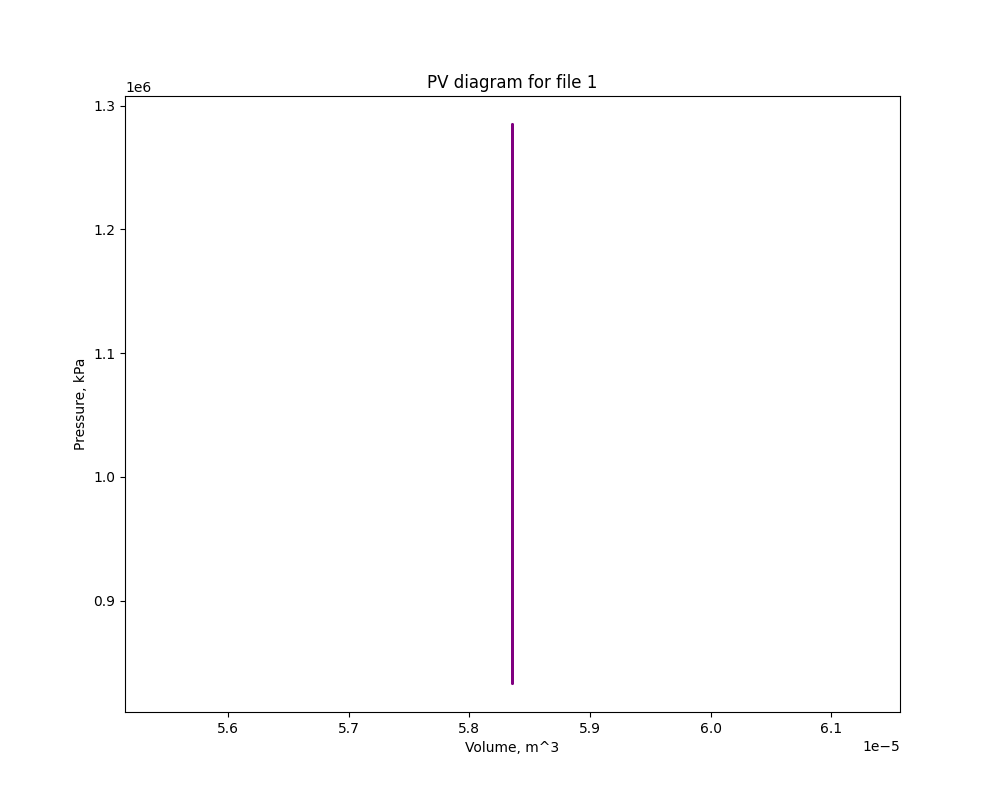 PV diagram for file 1
1e6
1.3
1.2
1.1
1.0
0.9
Pressure, kPa
5.6 5.7 5.8 5.9 6.0 6.1
Volume, m^3
1e−5